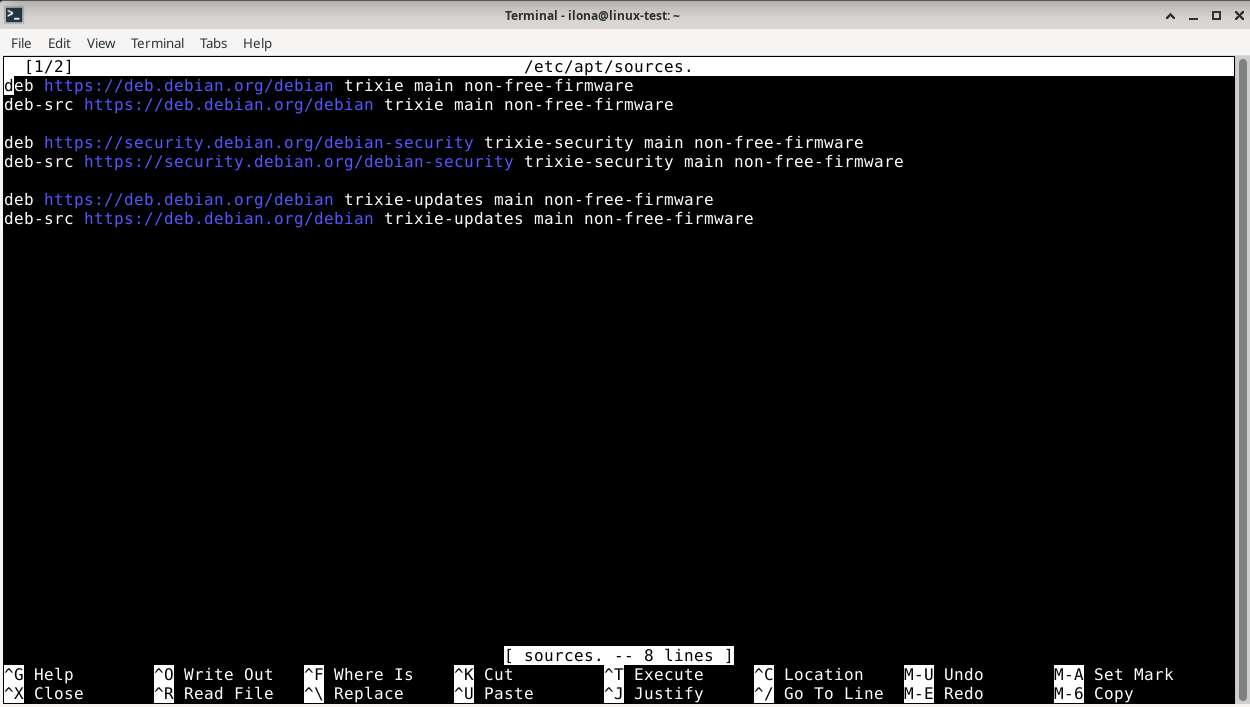 Terminal - ilona@linux-test: ~
File Edit View Terminal Tabs Help
[1/2] /etc/apt/sources.
deb https://deb.debian.org/debian trixie main non-free-firmware
deb-src https://deb.debian.org/debian trixie main non-free-firmware
deb https://security.debian.org/debian-security trixie-security main non-free-firmware
deb-src https://security.debian.org/debian-security trixie-security main non-free-firmware
deb https://deb.debian.org/debian trixie-updates main non-free-firmware
deb-src https://deb.debian.org/debian trixie-updates main non-free-firmware
[ sources. -- 8 lines ]
^G Help ^O Write Out ^F Where Is ^K Cut ^T Execute ^C Location M-U Undo M-A Set Mark
^X Close ^R Read File ^\ Replace ^U Paste ^J Justify ^/ Go To Line M-E Redo M-6 Copy